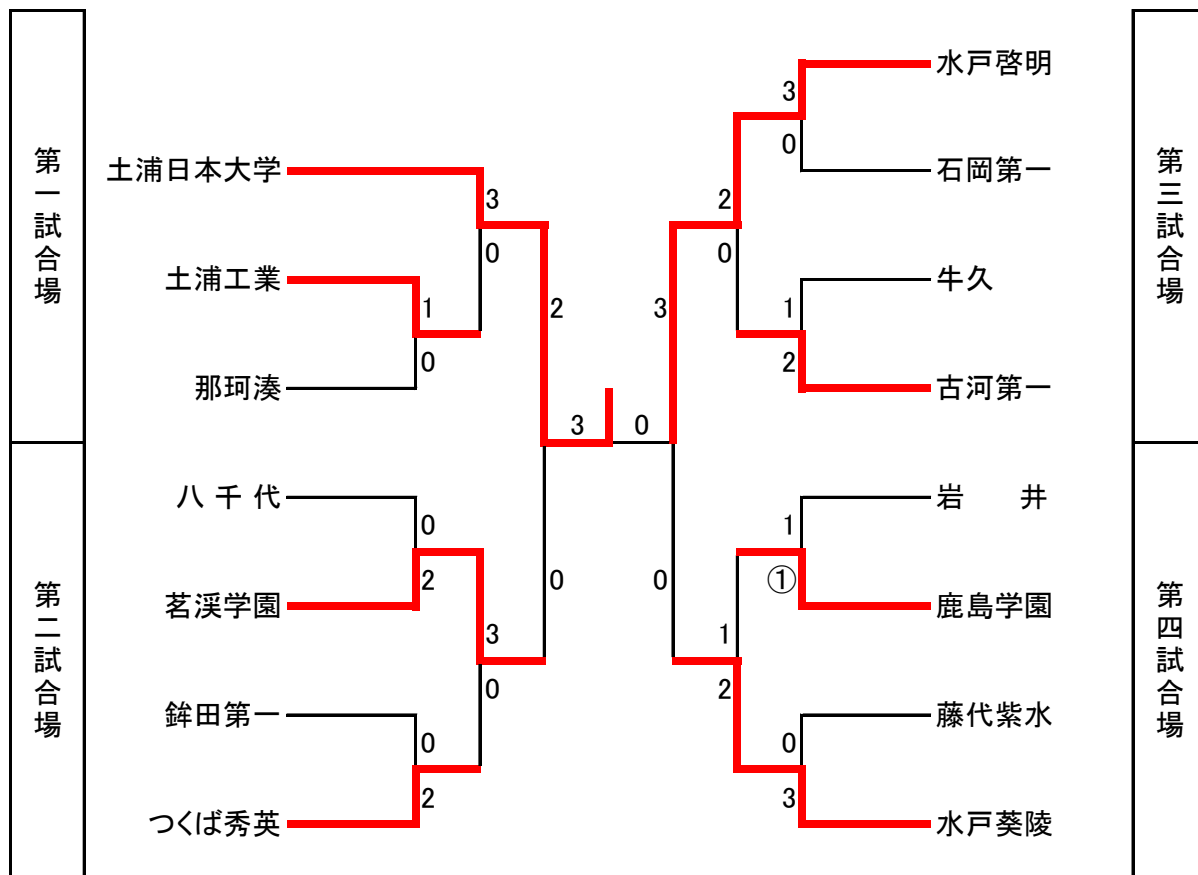 第一試合場
土浦日本大学
3
0
土浦工業
1
0
那珂湊
2
第二試合場
八千代
0
2
茗渓学園
3
0
鉾田第一
0
2
つくば秀英
0
3
0
第三試合場
水戸啓明
3
0
石岡第一
2
0
牛久
1
2
古河第一
3
第四試合場
岩 井
1
①
鹿島学園
1
2
藤代紫水
0
3
水戸葵陵
0